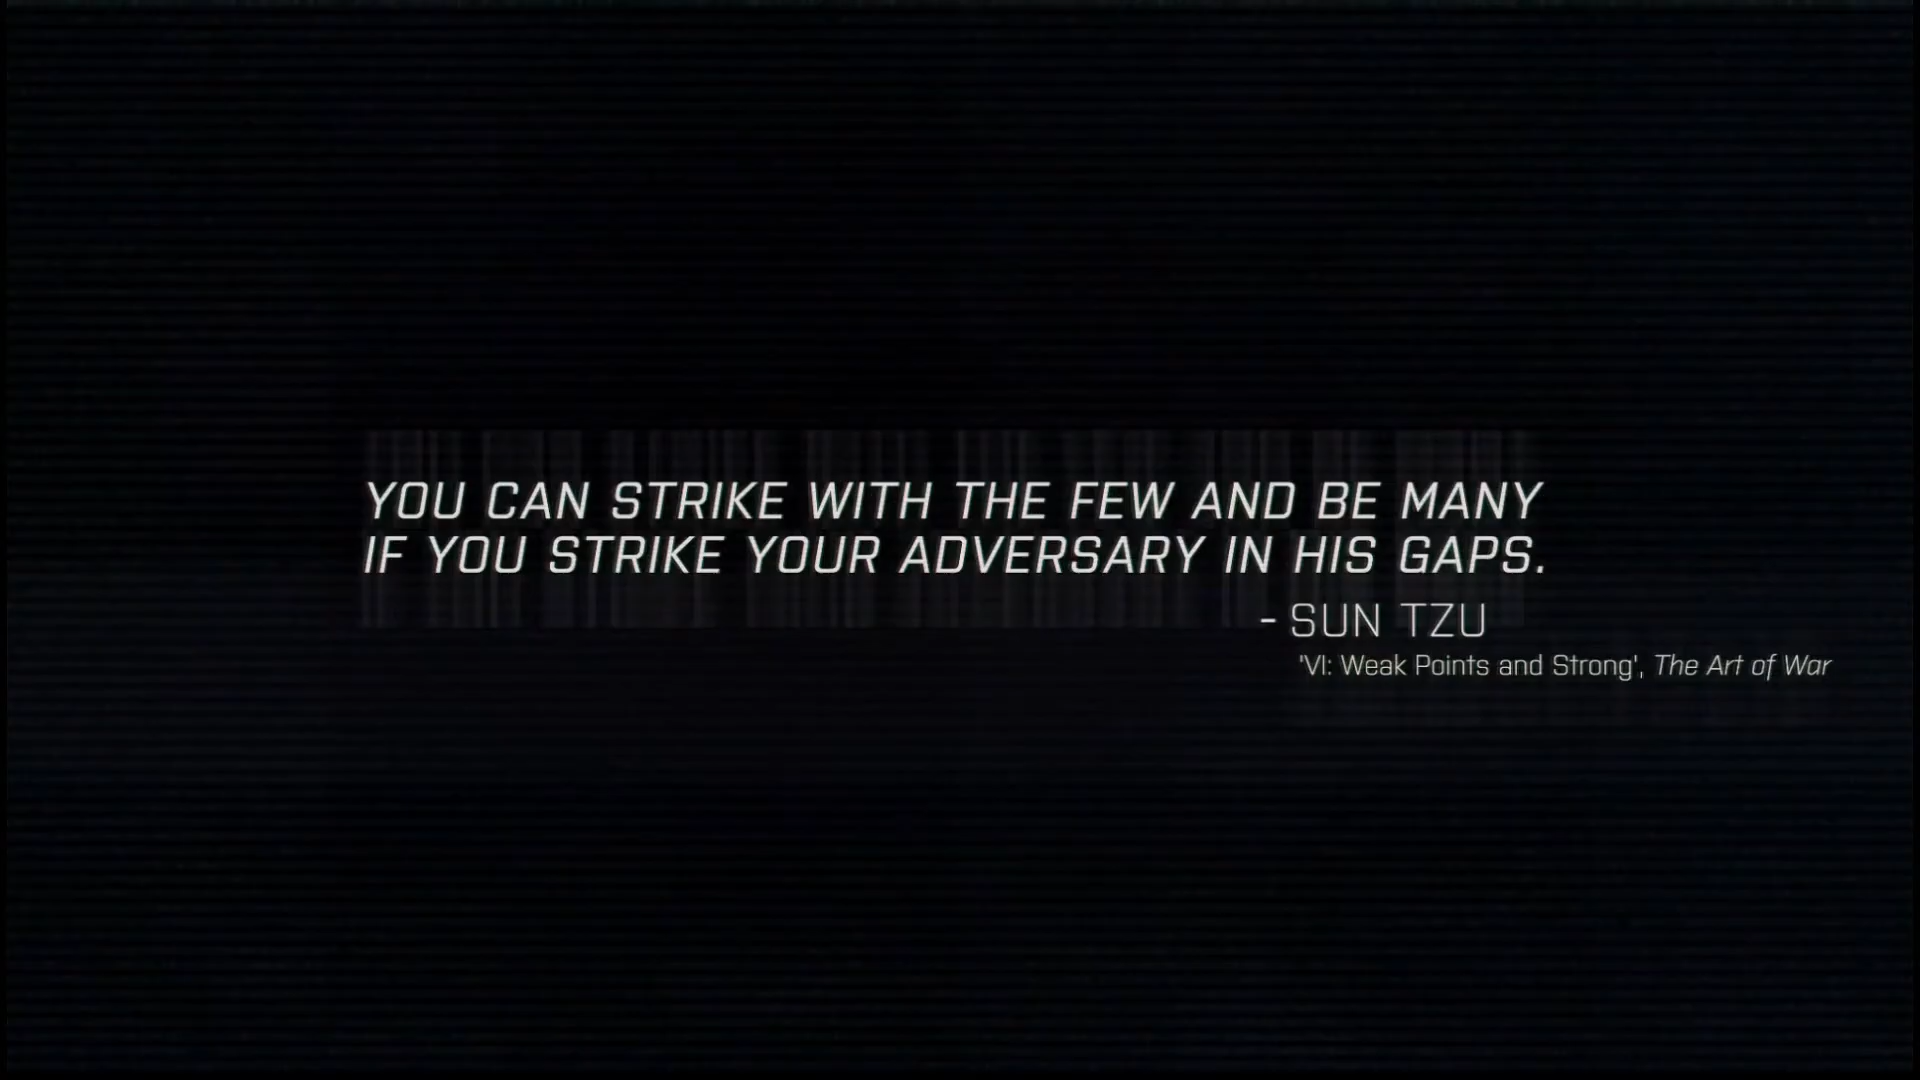 YOU CAN STRIKE WITH THE FEW AND BE MANY
IF YOU STRIKE YOUR ADVERSARY IN HIS GAPS.
- SUN TZU
'VI: Weak Points and Strong', The Art of War